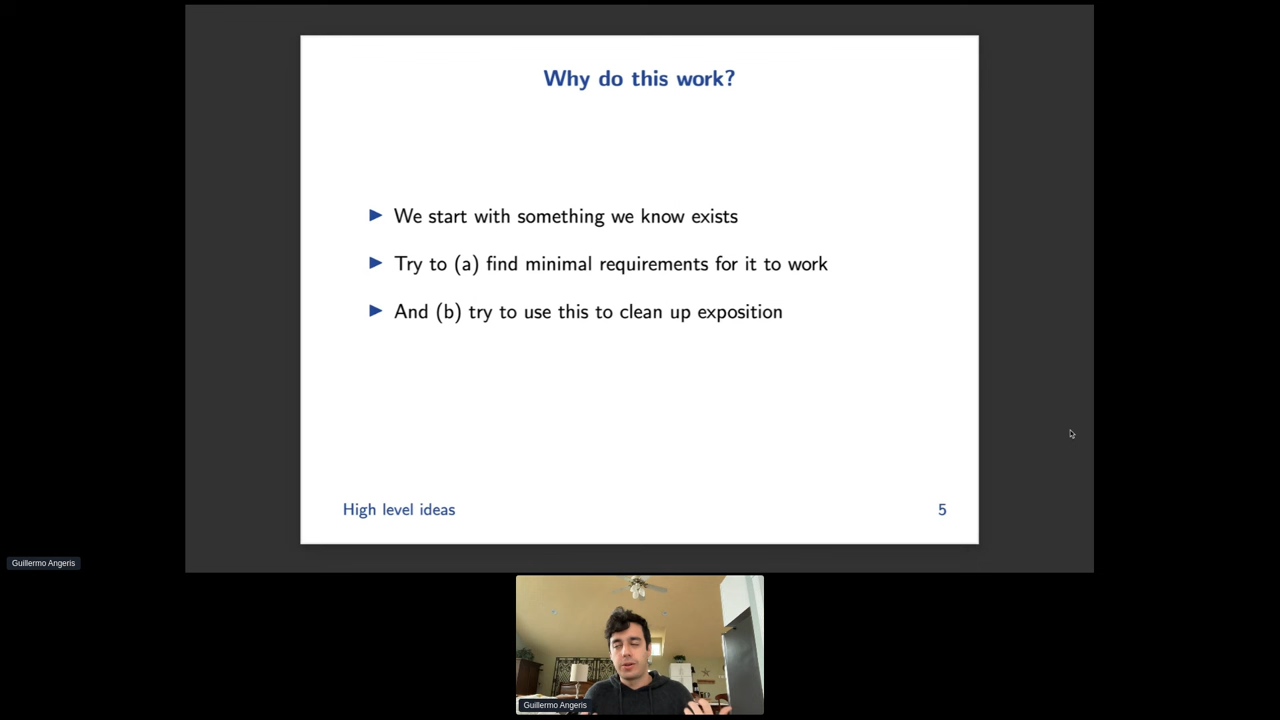 Why do this work?
▶ We start with something we know exists
▶ Try to (a) find minimal requirements for it to work
▶ And (b) try to use this to clean up exposition
High level ideas 5
Guillermo Angeris
Guillermo Angeris